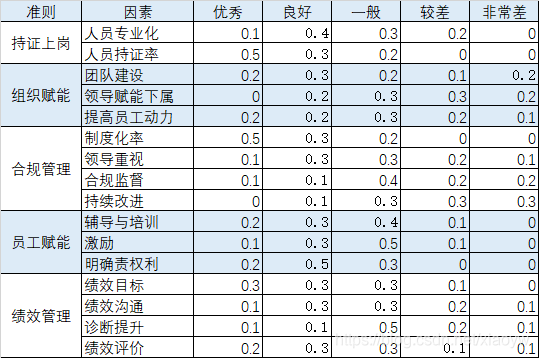 准则 因素 优秀 良好 一般 较差 非常差
持证上岗 人员专业化 0.1 0.4 0.3 0.2 0
人员持证率 0.5 0.3 0.2 0 0
组织赋能 团队建设 0.2 0.3 0.2 0.1 0.2
领导赋能下属 0 0.2 0.3 0.3 0.2
提高员工动力 0.2 0.2 0.3 0.2 0.1
合规管理 制度化率 0.5 0.3 0.2 0 0
领导重视 0.1 0.3 0.3 0.2 0.1
合规监督 0.1 0.1 0.4 0.2 0.2
持续改进 0 0.1 0.3 0.3 0.3
员工赋能 辅导与培训 0.2 0.3 0.4 0.1 0
激励 0.1 0.3 0.5 0.1 0
明确责权利 0.2 0.5 0.3 0 0
绩效管理 绩效目标 0.3 0.3 0.3 0.1 0
绩效沟通 0.1 0.3 0.3 0.2 0.1
诊断提升 0.1 0.1 0.5 0.2 0.1
绩效评价 0.2 0.3 0.3 0.1 0.1